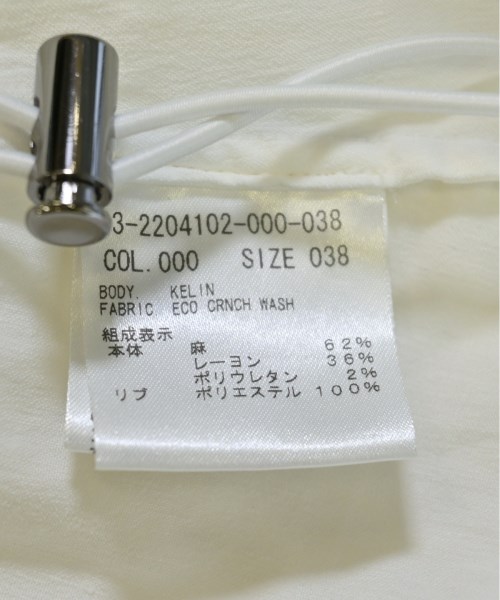 3-2204102-000-038
COL.000 SIZE 038
BODY. KELIN
FABRIC ECO CRNCH WASH
組成表示
本体 麻 62%
レーヨン 36%
ポリウレタン 2%
リブ ポリエステル 100%